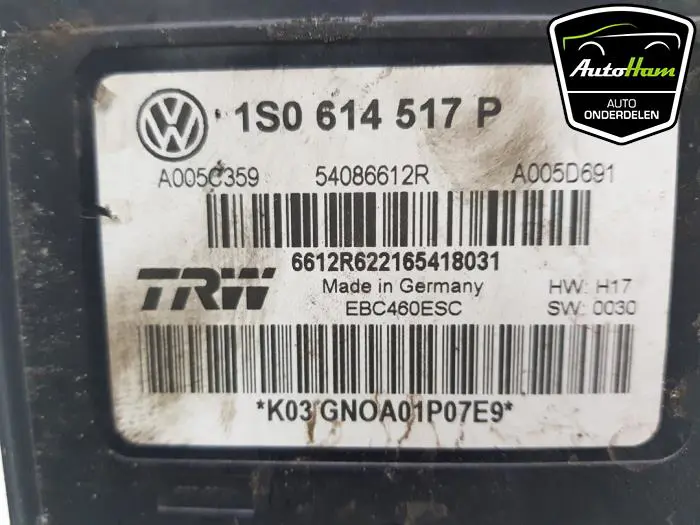 AutoHam
AUTO
ONDERDELEN
1S0 614 517 P
A005C359 54086612R A005D691
6612R622165418031
TRW
Made in Germany HW: H17
EBC460ESC SW: 0030
*K03 GNOA01P07E9*